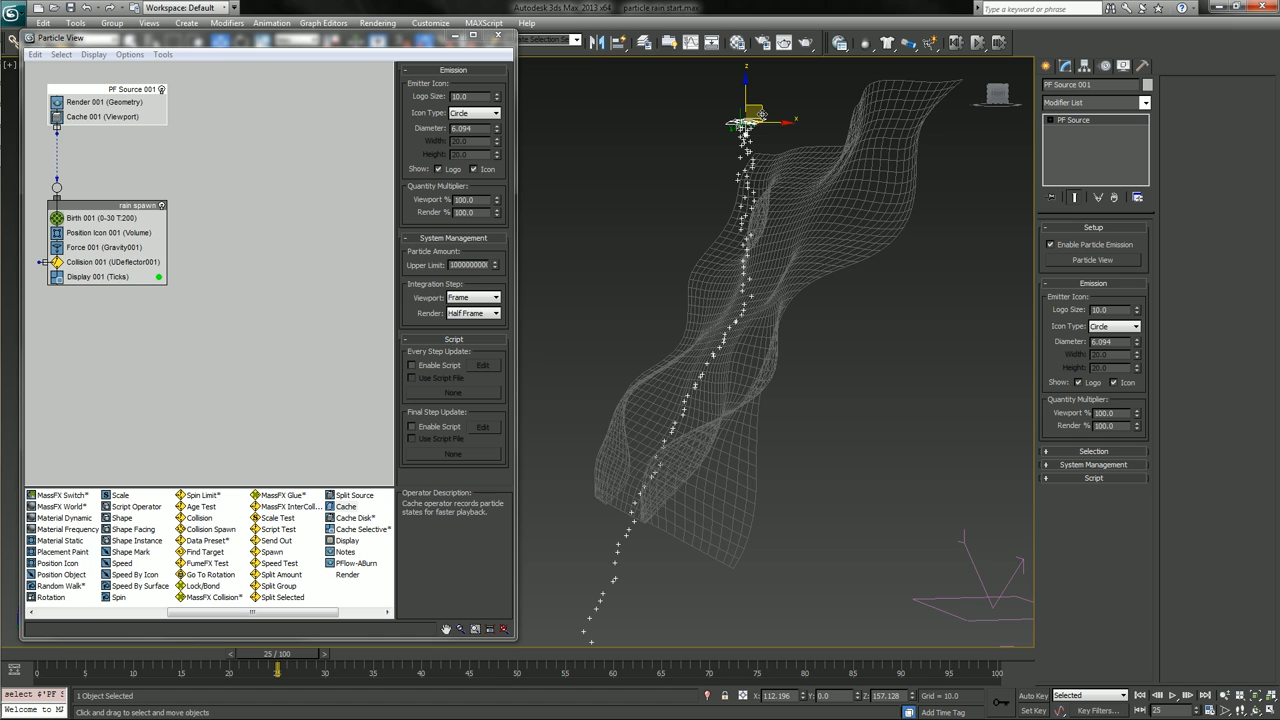 Workspace: Default
Autodesk 3ds Max 2013 x64
particle rain start.max
Type a keyword or phrase
Edit Tools Group Views Create Modifiers Animation Graph Editors Rendering Customize MAXScript Help
Particle View
Edit Select Display Options Tools
PF Source 001
Render 001 (Geometry)
Cache 001 (Viewport)
rain spawn
Birth 001 (0-30 T:200)
Position Icon 001 (Volume)
Force 001 (Gravity001)
Collision 001 (UDeflector001)
Display 001 (Ticks)
Emission
Emitter Icon:
Logo Size: 10.0
Icon Type: Circle
Diameter: 6.094
Width: 20.0
Height: 20.0
Show: Logo Icon
Quantity Multiplier:
Viewport % 100.0
Render % 100.0
System Management
Particle Amount:
Upper Limit:
Integration Step:
Viewport: Frame
Render: Half Frame
Script
Every Step Update:
Enable Script Edit
Use Script File
None
Final Step Update:
Enable Script Edit
Use Script File
None
MassFX Switch* Scale Spin Limit* MassFX Glue* Split Source
MassFX World* Script Operator Age Test MassFX InterColl... Cache
Material Dynamic Shape Collision Scale Test Cache Disk*
Material Frequency Shape Facing Collision Spawn Script Test Cache Selective*
Material Static Shape Instance Data Preset* Send Out Display
Placement Paint Shape Mark Find Target Spawn Notes
Position Icon Speed FumeFX Test Speed Test PFlow-ABurn
Position Object Speed By Icon Go To Rotation Split Amount Render
Random Walk* Speed By Surface Lock/Bond Split Group
Rotation Spin MassFX Collision* Split Selected
Operator Description:
Cache operator records particle
states for faster playback.
z
x
PF Source 001
Modifier List
PF Source
Setup
Enable Particle Emission
Particle View
Emission
Emitter Icon:
Logo Size: 10.0
Icon Type: Circle
Diameter: 6.094
Width: 20.0
Height: 20.0
Show: Logo Icon
Quantity Multiplier:
Viewport % 100.0
Render % 100.0
Selection
System Management
Script
25 / 100
0 5 10 15 20 25 30 35 40 45 50 55 60 65 70 75 80 85 90 95 100
select $'PF S
Welcome to M
1 Object Selected
Click and drag to select and move objects
X: 112.196 Y: 0.0 Z: 157.128 Grid = 10.0
Add Time Tag
Auto Key Selected
Set Key Key Filters... 25